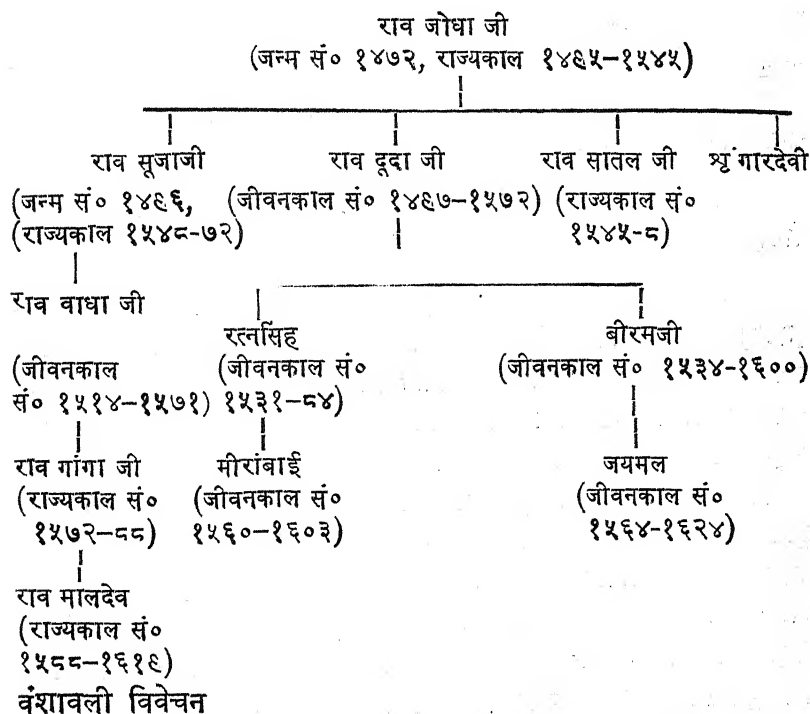 राव जोधा जी
(जन्म सं० १४७२, राज्यकाल १४९५–१५४५)
राव सूजाजी राव दूदा जी राव सातल जी श्रृंगारदेवी
(जन्म सं० १४९६, (जीवनकाल सं० १४९७–१५७२) (राज्यकाल सं०
(राज्यकाल १५४८-७२) १५४५-८)
राव वाधा जी
रत्नसिंह बीरमजी
(जीवनकाल (जीवनकाल सं० (जीवनकाल सं० १५३४-१६००)
सं० १५१४–१५७१) १५३१–८४)
राव गांगा जी मीरांबाई जयमल
(राज्यकाल सं० (जीवनकाल सं० (जीवनकाल सं०
१५७२–८८) १५६०–१६०३) १५६४-१६२४)
राव मालदेव
(राज्यकाल सं०
१५८८–१६१९)
वंशावली विवेचन